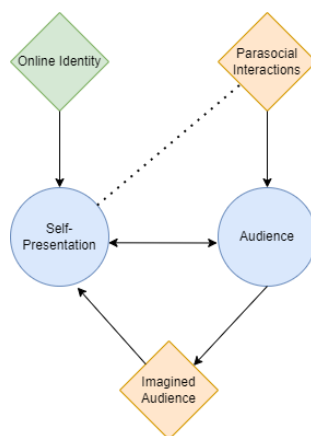 Online Identity
Parasocial
Interactions
Self-
Presentation
Audience
Imagined
Audience